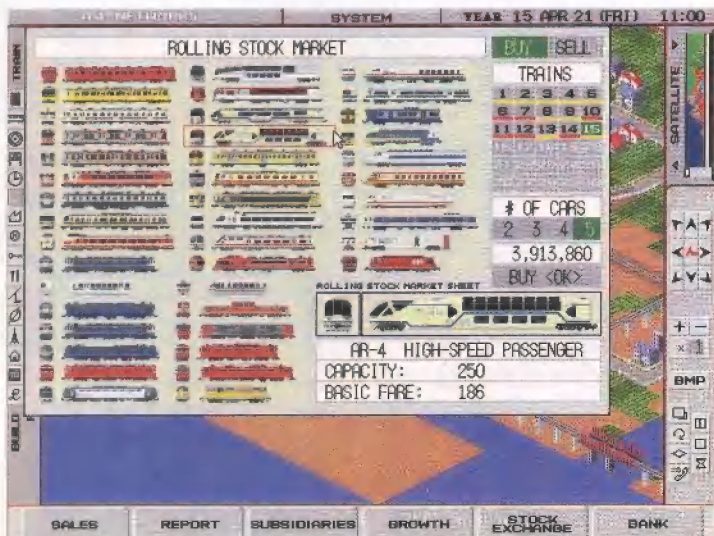 SYSTEM
YEAR 15 APR 21 (FRI) 11:00
TRAIN
ROLLING STOCK MARKET
BUY SELL
TRAINS
1 2 3 4 5
6 7 8 9 10
11 12 13 14 15
# OF CARS
2 3 4 5
3,913,860
BUY <OK>
ROLLING STOCK MARKET SHEET
AR-4 HIGH-SPEED PASSENGER
CAPACITY: 250
BASIC FARE: 186
SATELLITE
+ -
× 1
BMP
BUILD
SALES
REPORT
SUBSIDIARIES
GROWTH
STOCK
EXCHANGE
BANK